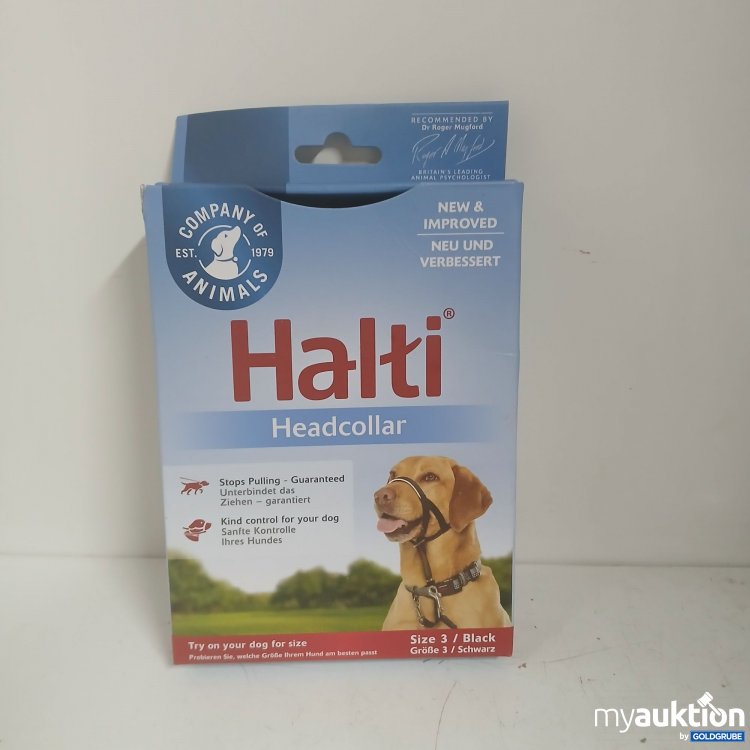 RECOMMENDED BY
Dr Roger Mugford
BRITAIN'S LEADING
ANIMAL PSYCHOLOGIST
COMPANY OF
EST. 1979
ANIMALS
NEW &
IMPROVED
NEU UND
VERBESSERT
Halti®
Headcollar
Stops Pulling - Guaranteed
Unterbindet das
Ziehen – garantiert
Kind control for your dog
Sanfte Kontrolle
Ihres Hundes
Try on your dog for size
Probieren Sie, welche Größe Ihrem Hund am besten passt
Size 3 / Black
Größe 3 / Schwarz
myauktion
by GOLDGRUBE